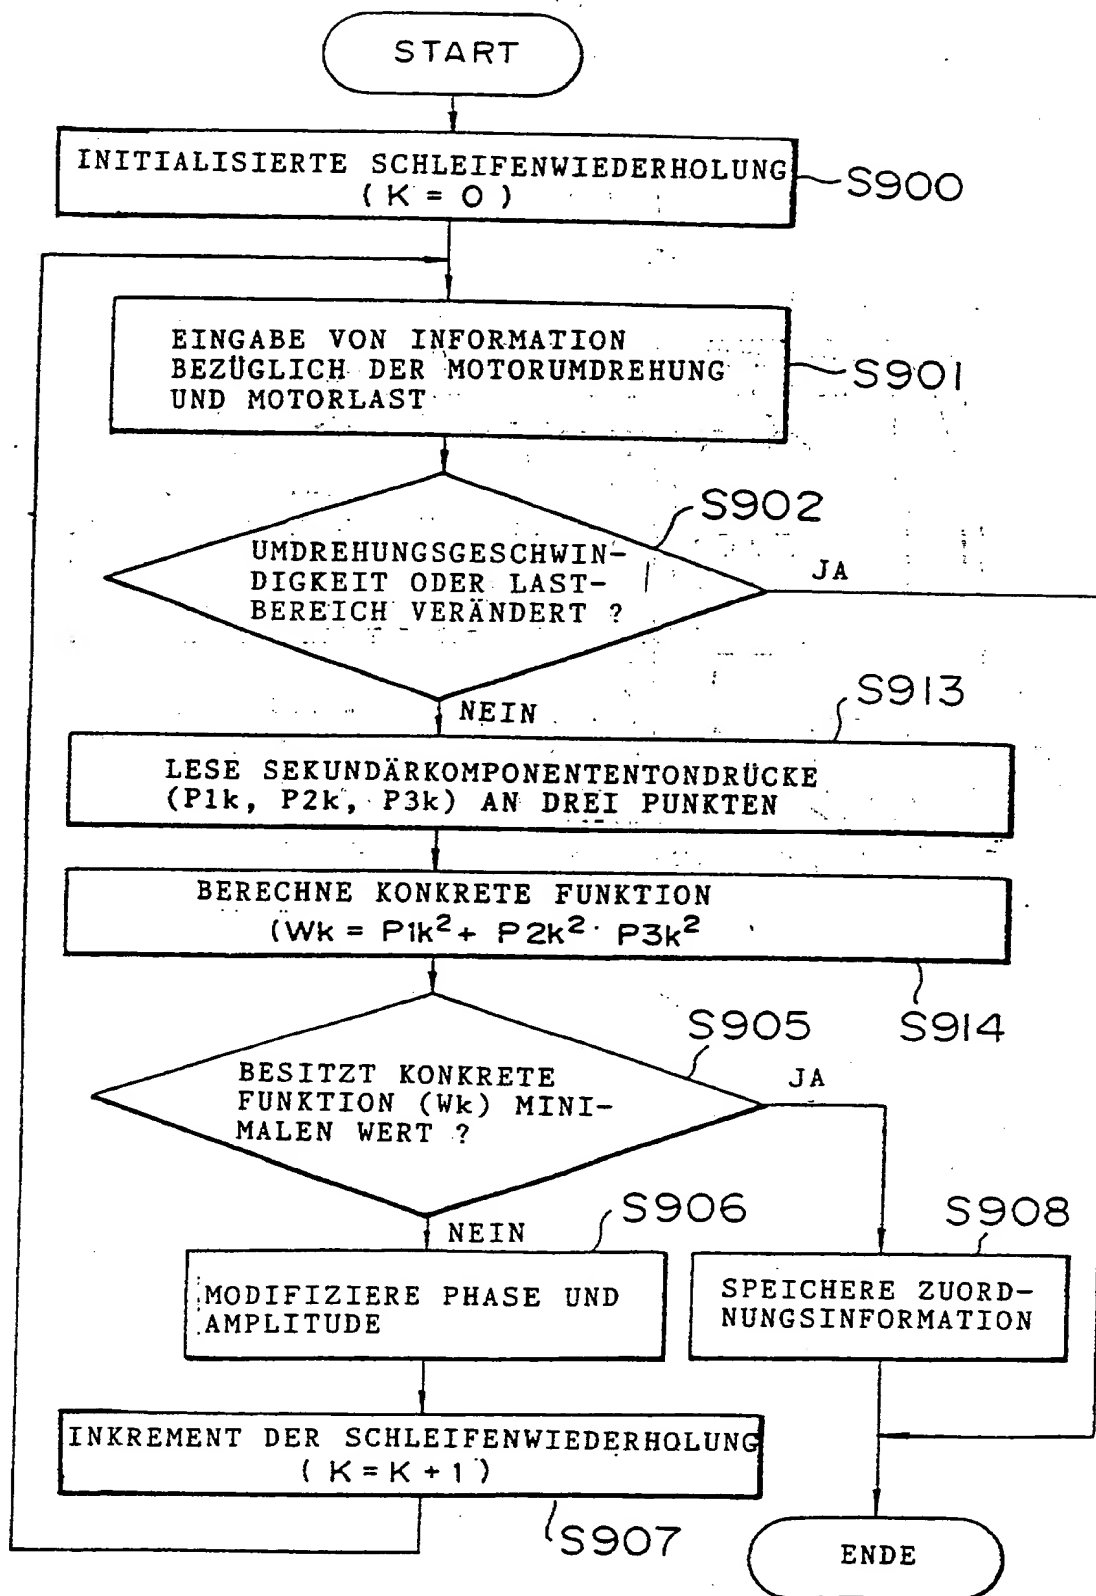 START
INITIALISIERTE SCHLEIFENWIEDERHOLUNG
( K = 0 )
S900
EINGABE VON INFORMATION
BEZÜGLICH DER MOTORUMDREHUNG
UND MOTORLAST
S901
S902
UMDREHUNGSGESCHWIN-
DIGKEIT ODER LAST-
BEREICH VERÄNDERT ?
JA
NEIN
S913
LESE SEKUNDÄRKOMPONENTENTONDRÜCKE
(P1k, P2k, P3k) AN DREI PUNKTEN
BERECHNE KONKRETE FUNKTION
(Wk = P1k² + P2k² · P3k²
S914
S905
BESITZT KONKRETE
FUNKTION (Wk) MINI-
MALEN WERT ?
JA
NEIN
S906
MODIFIZIERE PHASE UND
AMPLITUDE
S908
SPEICHERE ZUORD-
NUNGSINFORMATION
INKREMENT DER SCHLEIFENWIEDERHOLUNG
( K = K + 1 )
S907
ENDE